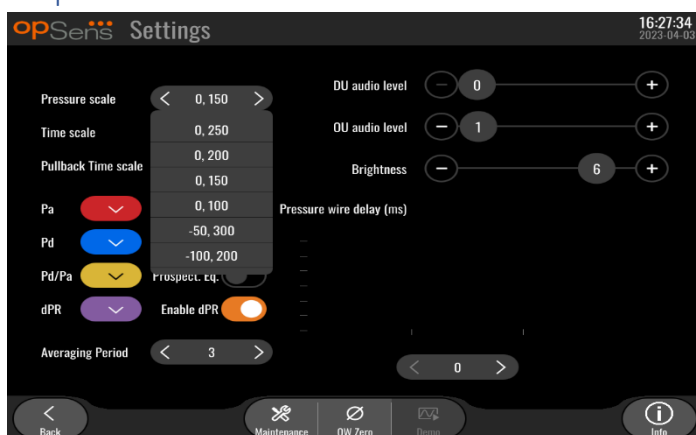 opSens Settings
16:27:34
2023-04-03
Pressure scale
0, 150
DU audio level
0
Time scale
0, 250
0, 200
0, 150
0, 100
-50, 300
-100, 200
OU audio level
1
Pullback Time scale
Brightness
6
Pa
Pressure wire delay (ms)
Pd
Pd/Pa
Prospect. Eq.
dPR
Enable dPR
Averaging Period
3
0
Back
Maintenance
OW Zero
Demo
Info